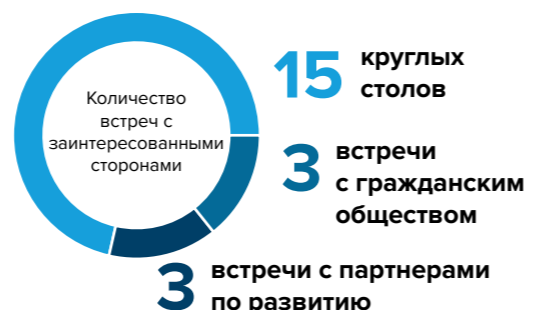 Количество
встреч с
заинтересованными
сторонами
15 круглых
столов
3 встречи
с гражданским
обществом
3 встречи с партнерами
по развитию